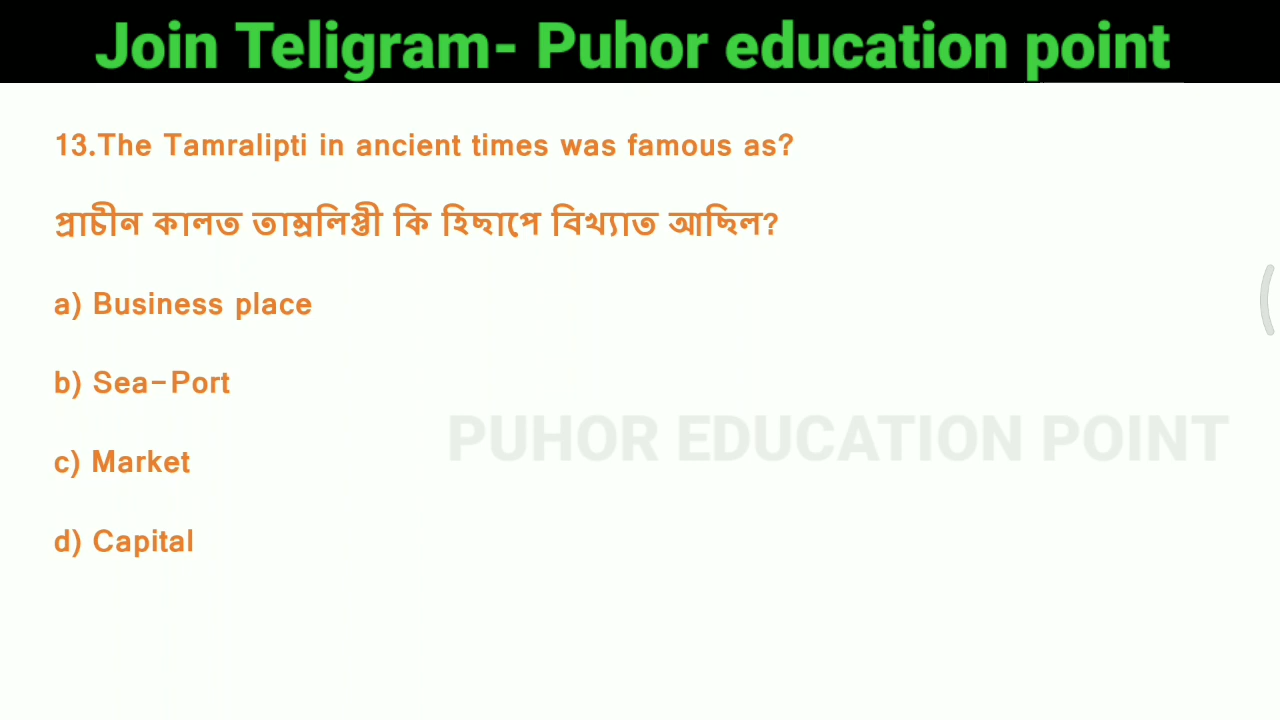 Join Teligram- Puhor education point
13.The Tamralipti in ancient times was famous as?
প্ৰাচীন কালত তাম্ৰলিপ্তী কি হিছাপে বিখ্যাত আছিল?
a) Business place
b) Sea-Port
PUHOR EDUCATION POINT
c) Market
d) Capital